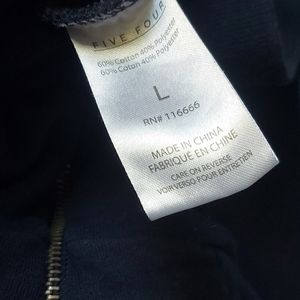 FIVE FOUR
60% Cotton 40% Polyester
60% Coton 40% Polyester
L
RN# 116666
MADE IN CHINA
FABRIQUÉ EN CHINE
CARE ON REVERSE
VOIR VERSO POUR ENTRETIEN